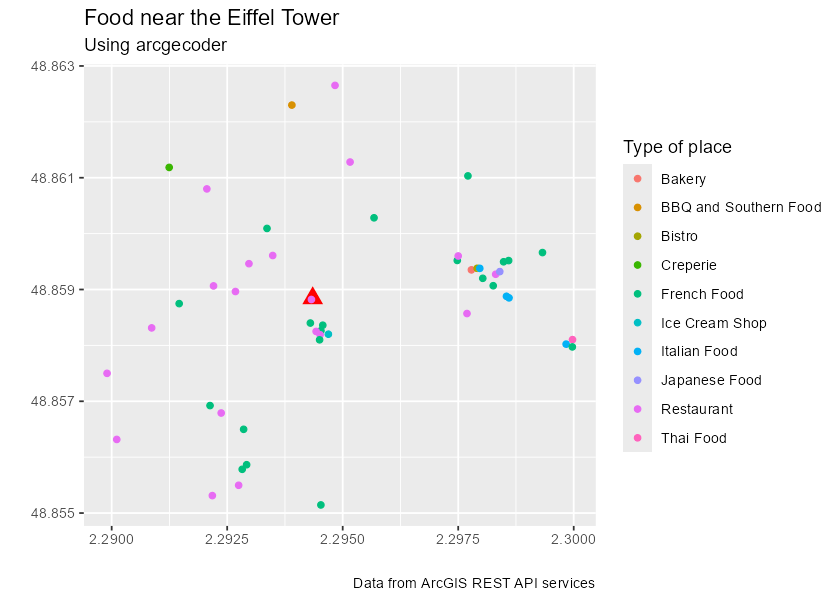 Food near the Eiffel Tower
Using arcgecoder
48.863
48.861
48.859
48.857
48.855
2.2900 2.2925 2.2950 2.2975 2.3000
Type of place
Bakery
BBQ and Southern Food
Bistro
Creperie
French Food
Ice Cream Shop
Italian Food
Japanese Food
Restaurant
Thai Food
Data from ArcGIS REST API services